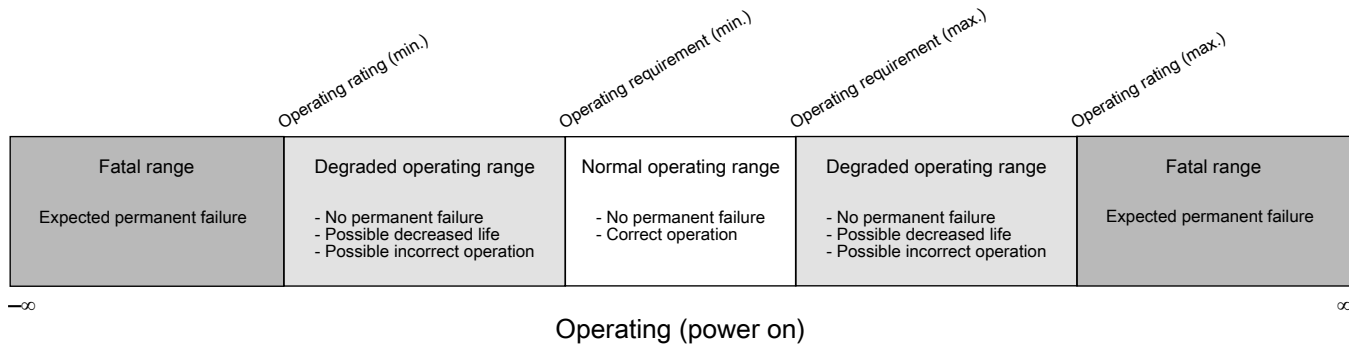 Operating rating (min.)
Operating requirement (min.)
Operating requirement (max.)
Operating rating (max.)
Fatal range
Expected permanent failure
Degraded operating range
- No permanent failure
- Possible decreased life
- Possible incorrect operation
Normal operating range
- No permanent failure
- Correct operation
Degraded operating range
- No permanent failure
- Possible decreased life
- Possible incorrect operation
Fatal range
Expected permanent failure
–∞
∞
Operating (power on)